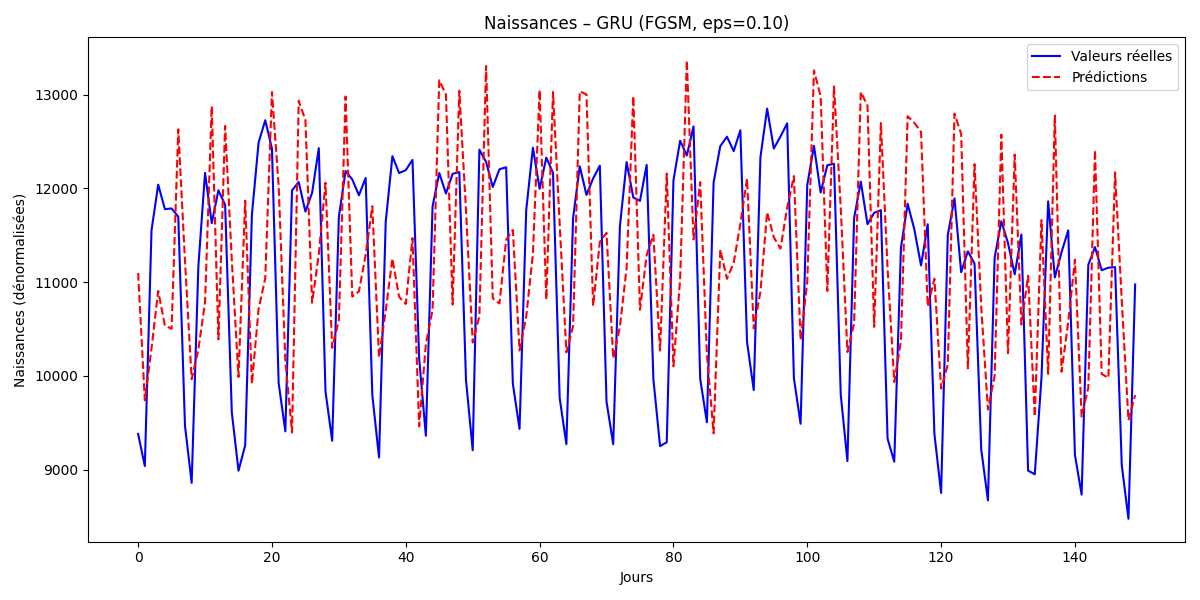 Naissances – GRU (FGSM, eps=0.10)
Valeurs réelles
Prédictions
Naissances (dénormalisées)
13000
12000
11000
10000
9000
0 20 40 60 80 100 120 140
Jours